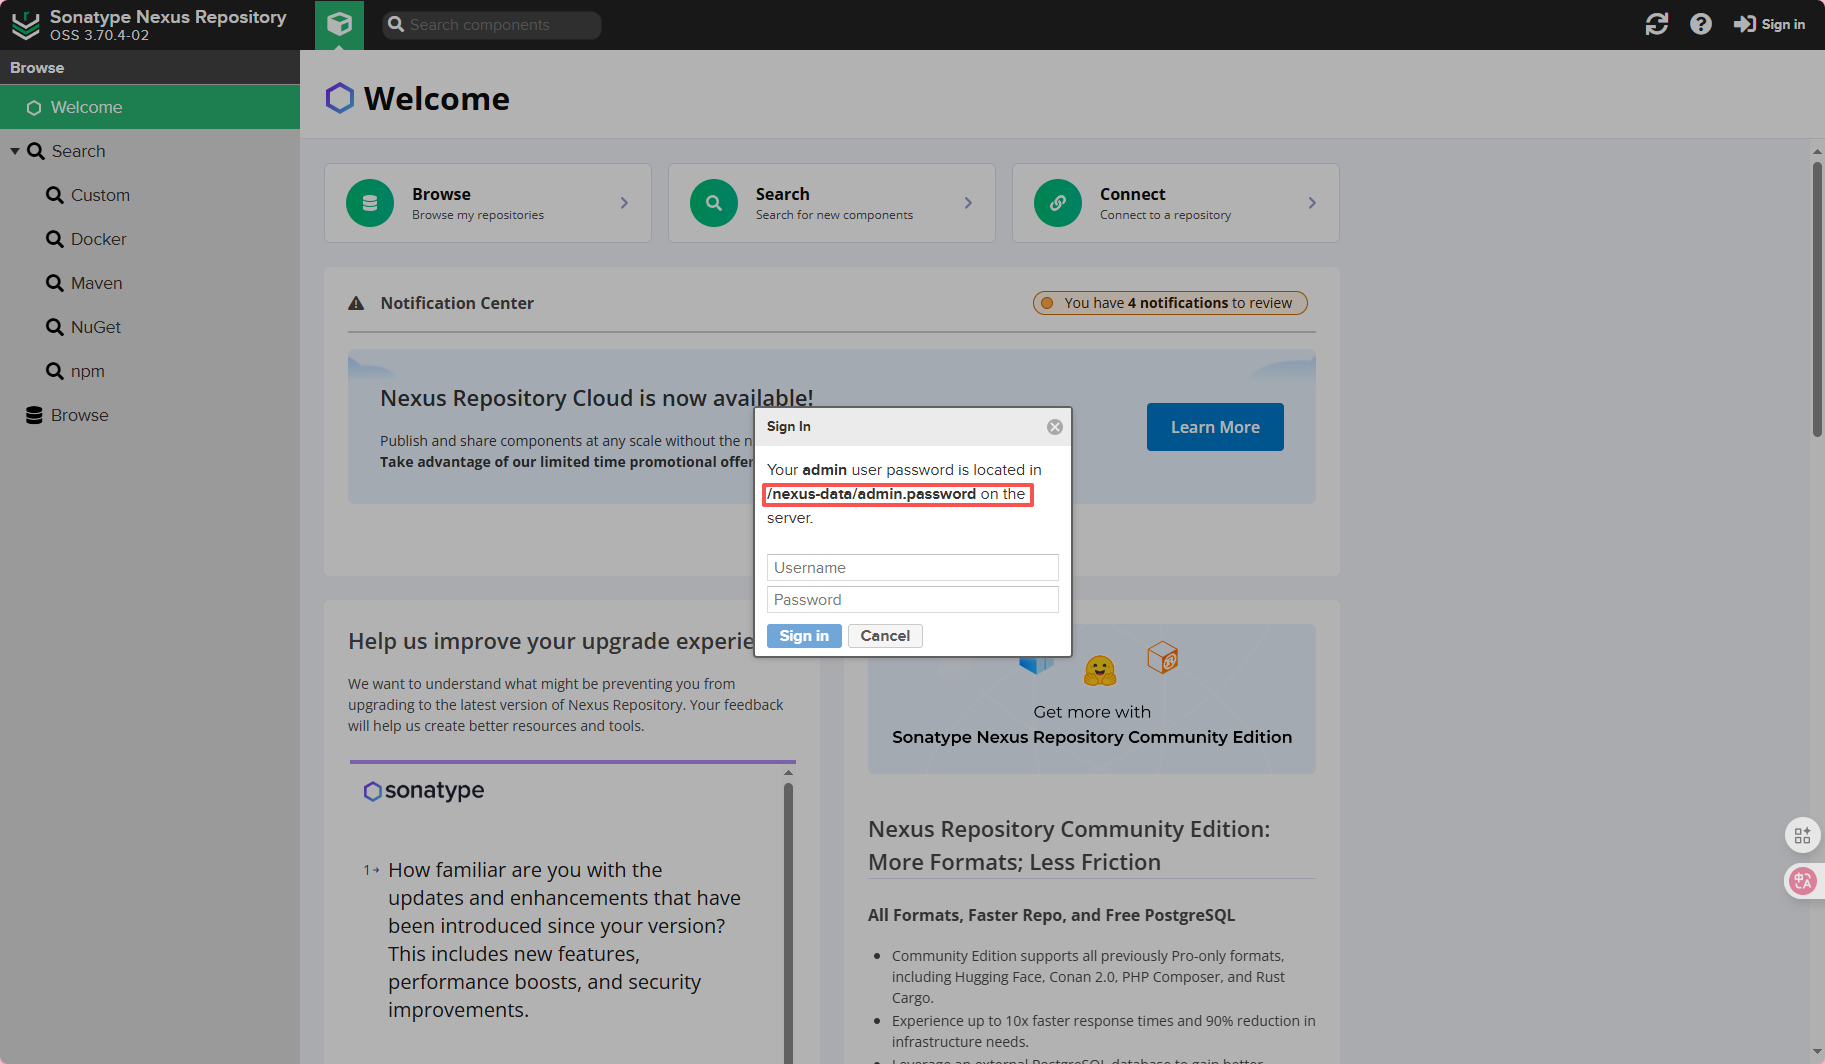 Sonatype Nexus Repository
OSS 3.70.4-02
Search components
Sign in
Browse
Welcome
Search
Custom
Docker
Maven
NuGet
npm
Browse
Welcome
Browse
Browse my repositories
Search
Search for new components
Connect
Connect to a repository
Notification Center
You have 4 notifications to review
Nexus Repository Cloud is now available!
Publish and share components at any scale without the
Take advantage of our limited time promotional offer
Learn More
Sign In
Your admin user password is located in
/nexus-data/admin.password on the
server.
Username
Password
Sign in
Cancel
Help us improve your upgrade
We want to understand what might be preventing you from
upgrading to the latest version of Nexus Repository. Your feedback
will help us create better resources and tools.
sonatype
1
How familiar are you with the
updates and enhancements that have
been introduced since your version?
This includes new features,
performance boosts, and security
improvements.
Get more with
Sonatype Nexus Repository Community Edition
Nexus Repository Community Edition:
More Formats; Less Friction
All Formats, Faster Repo, and Free PostgreSQL
Community Edition supports all previously Pro-only formats,
including Hugging Face, Conan 2.0, PHP Composer, and Rust
Cargo.
Experience up to 10x faster response times and 90% reduction in
infrastructure needs.
Leverage an external PostgreSQL database to gain better